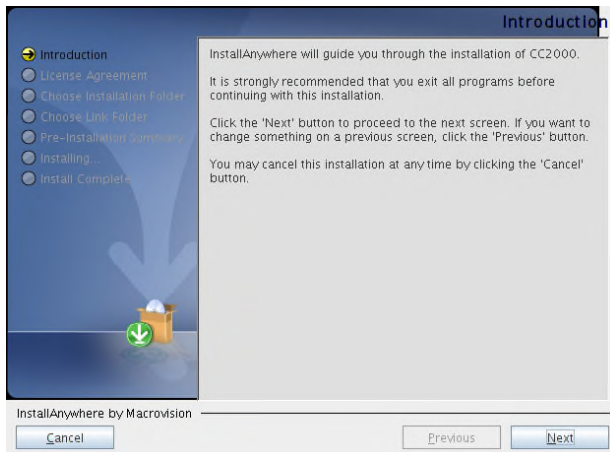 Introduction
Introduction
License Agreement
Choose Installation Folder
Choose Link Folder
Pre-Installation Summary
Installing...
Install Complete
InstallAnywhere will guide you through the installation of CC2000.
It is strongly recommended that you exit all programs before
continuing with this installation.
Click the 'Next' button to proceed to the next screen. If you want to
change something on a previous screen, click the 'Previous' button.
You may cancel this installation at any time by clicking the 'Cancel'
button.
InstallAnywhere by Macrovision
Cancel
Previous
Next